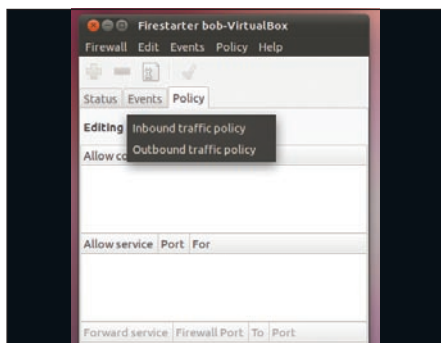 Firestarter bob-VirtualBox
Firewall Edit Events Policy Help
Status Events Policy
Editing
Inbound traffic policy
Outbound traffic policy
Allow co
Allow service Port For
Forward service Firewall Port To Port